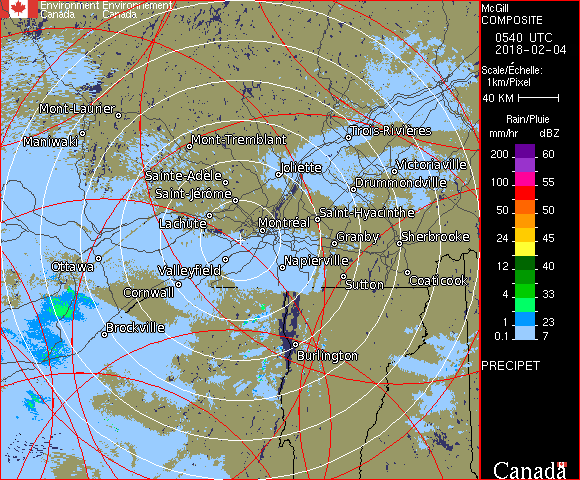 Environment Environnement
Canada Canada
McGill
COMPOSITE
0540 UTC
2018-02-04
Scale/Échelle:
1km/Pixel
40 KM
Rain/Pluie
mm/hr dBZ
200 60
100 55
50 50
24 45
12 40
4 33
1 23
0.1 7
PRECIPET
Canada
Mont-Laurier
Maniwaki
Mont-Tremblant
Trois-Rivières
Sainte-Adèle
Joliette
Victoriaville
Saint-Jérôme
Drummondville
Lachute
Saint-Hyacinthe
Montréal
Granby
Sherbrooke
Ottawa
Valleyfield
Napierville
Cornwall
Sutton
Coaticook
Brockville
Burlington